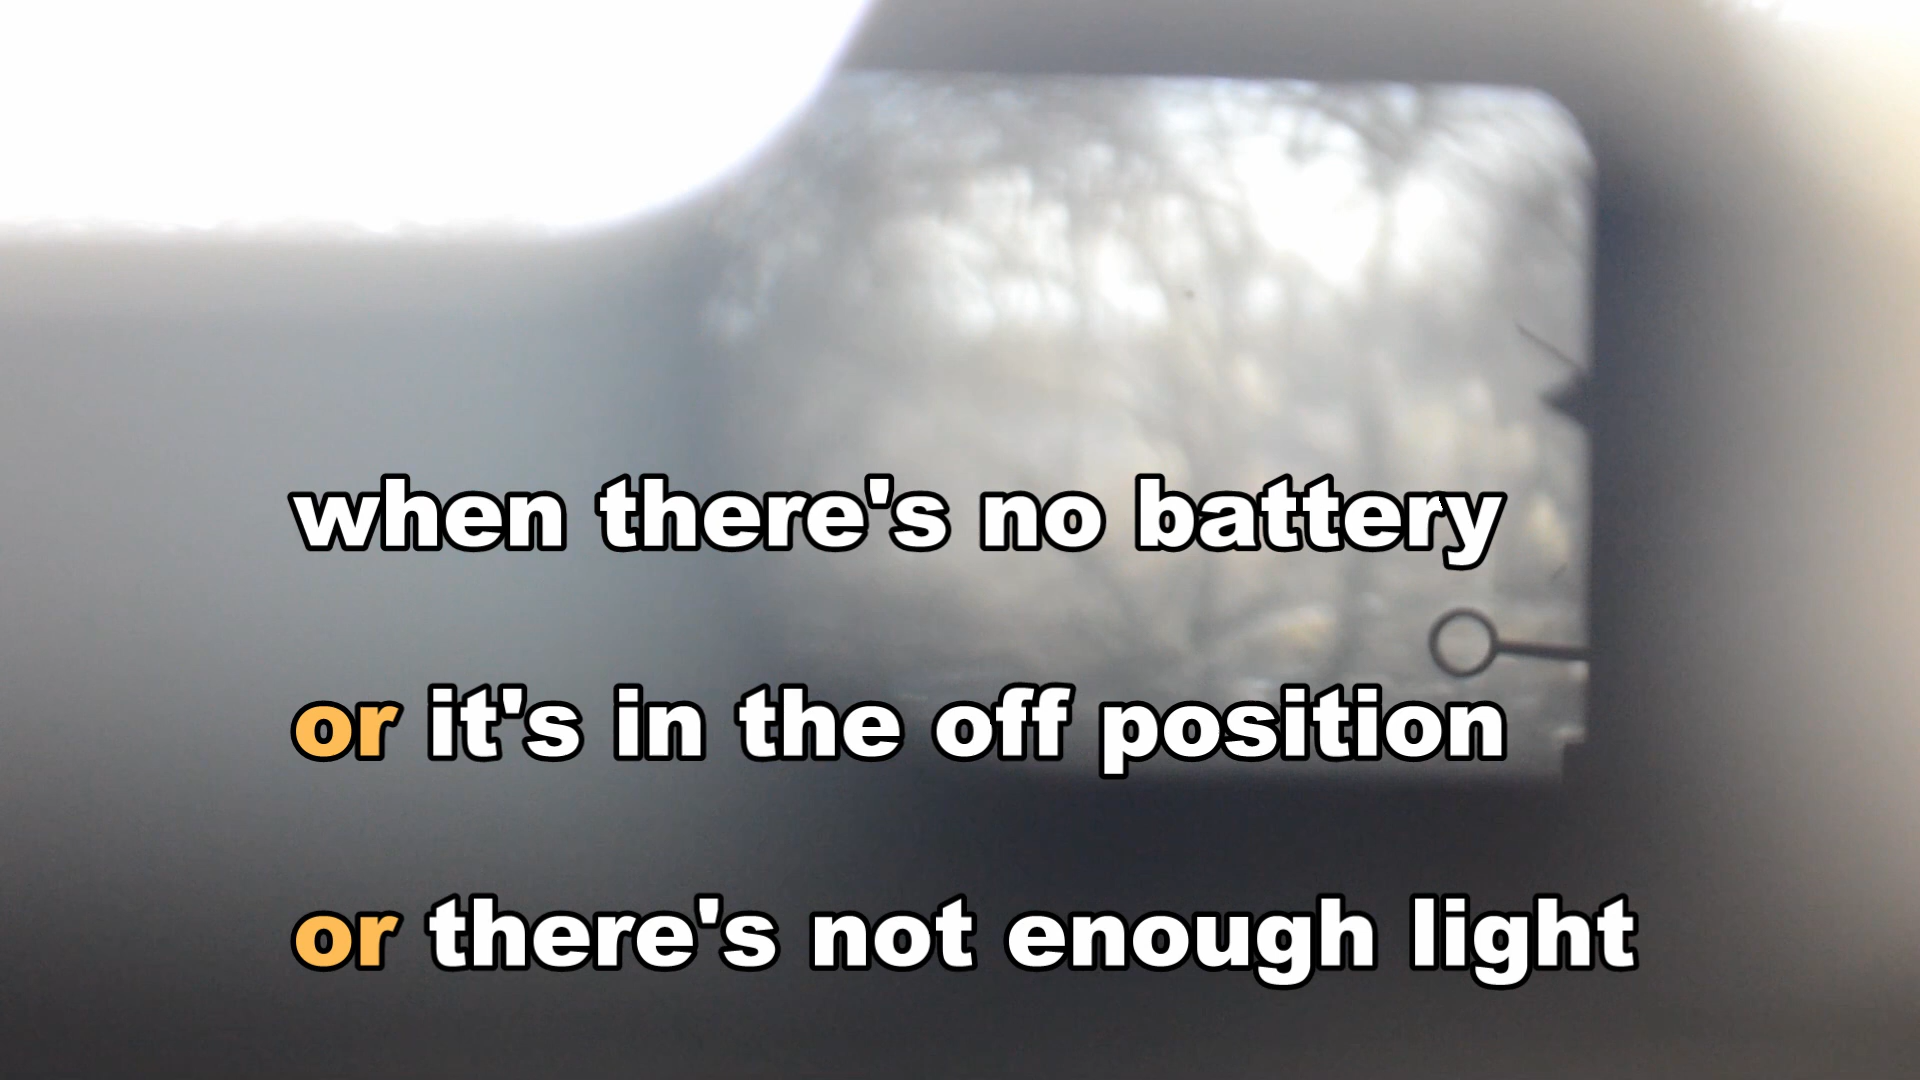 when there's no battery
or it's in the off position
or there's not enough light